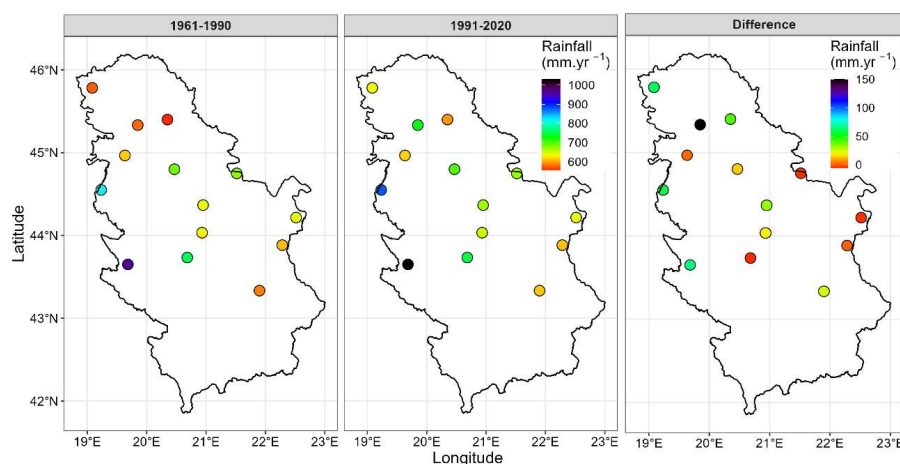 1961-1990
1991-2020
Difference
Rainfall
(mm.yr ⁻¹)
1000
900
800
700
600
Rainfall
(mm.yr ⁻¹)
150
100
50
0
46°N
45°N
44°N
43°N
42°N
Latitude
19°E 20°E 21°E 22°E 23°E
19°E 20°E 21°E 22°E 23°E
19°E 20°E 21°E 22°E 23°E
Longitude